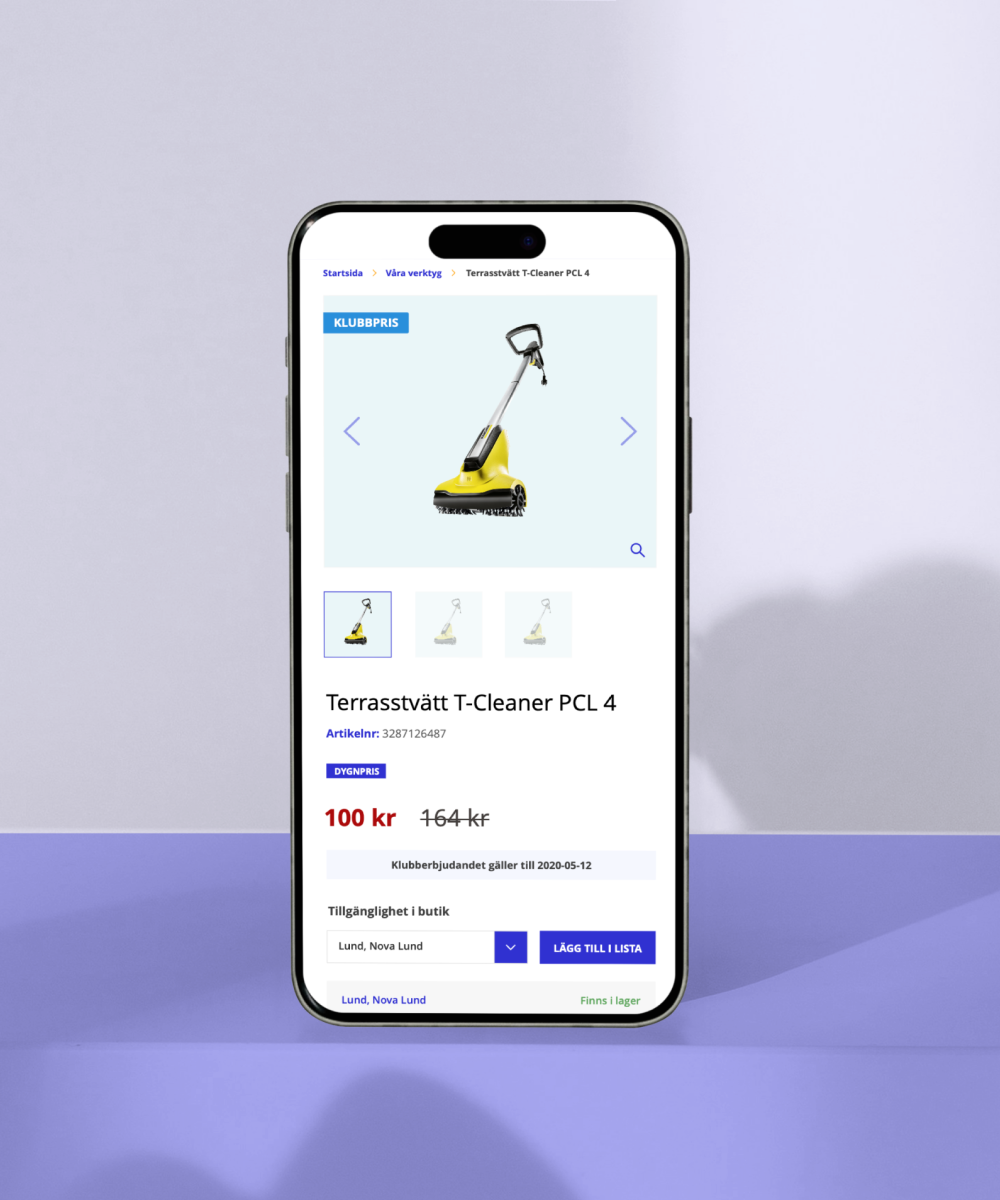 Startsida > Våra verktyg > Terrasstvätt T-Cleaner PCL 4
KLUBBPRIS
Terrasstvätt T-Cleaner PCL 4
Artikelnr: 3287126487
DYGNPRIS
100 kr 164 kr
Klubberbjudandet gäller till 2020-05-12
Tillgänglighet i butik
Lund, Nova Lund
LÄGG TILL I LISTA
Lund, Nova Lund
Finns i lager